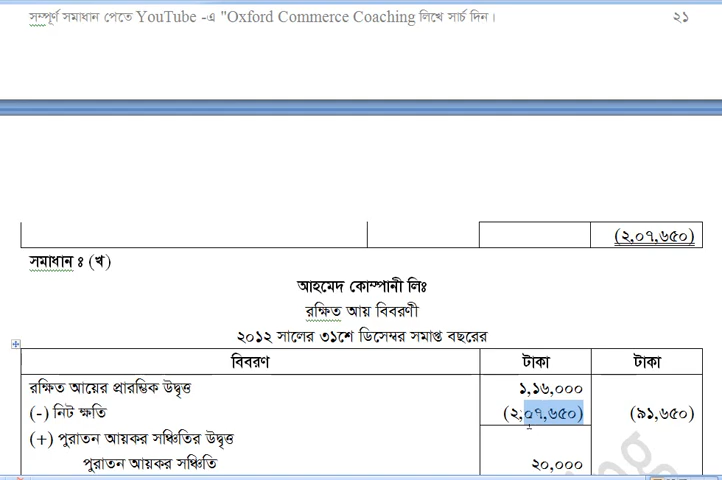 সম্পূর্ণ সমাধান পেতে YouTube -এ "Oxford Commerce Coaching লিখে সার্চ দিন।
২১
(২,০৭,৬৫০)
সমাধান ঃ (খ)
আহমেদ কোম্পানী লিঃ
রক্ষিত আয় বিবরণী
২০১২ সালের ৩১শে ডিসেম্বর সমাপ্ত বছরের
বিবরণ টাকা টাকা
রক্ষিত আয়ের প্রারম্বিক উদ্বৃত্ত ১,১৬,০০০
(-) নিট ক্ষতি (২,০৭,৬৫০) (৯১,৬৫০)
(+) পুরাতন আয়কর সঞ্চিতির উদ্বৃত্ত
পুরাতন আয়কর সঞ্চিতি ২০,০০০